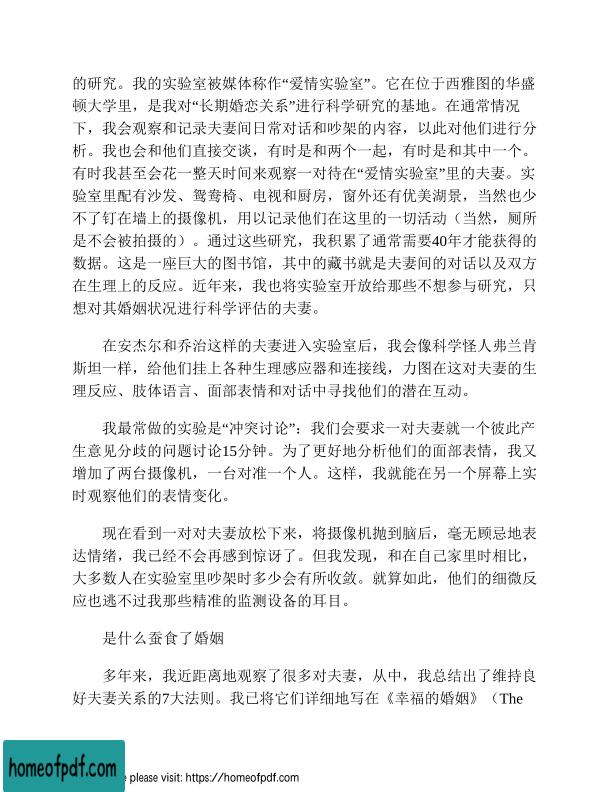 的研究。我的实验室被媒体称作“爱情实验室”。它在位于西雅图的华盛
顿大学里，是我对“长期婚恋关系”进行科学研究的基地。在通常情况
下，我会观察和记录夫妻间日常对话和吵架的内容，以此对他们进行分
析。我也会和他们直接交谈，有时是和两个一起，有时是和其中一个。
有时我甚至会花一整天时间来观察一对待在“爱情实验室”里的夫妻。实
验室里配有沙发、鸳鸯椅、电视和厨房，窗外还有优美湖景，当然也少
不了钉在墙上的摄像机，用以记录他们在这里的一切活动（当然，厕所
是不会被拍摄的）。通过这些研究，我积累了通常需要40年才能获得的
数据。这是一座巨大的图书馆，其中的藏书就是夫妻间的对话以及双方
在生理上的反应。近年来，我也将实验室开放给那些不想参与研究，只
想对其婚姻状况进行科学评估的夫妻。
在安杰尔和乔治这样的夫妻进入实验室后，我会像科学怪人弗兰肯
斯坦一样，给他们挂上各种生理感应器和连接线，力图在这对夫妻的生
理反应、肢体语言、面部表情和对话中寻找他们的潜在互动。
我最常做的实验是“冲突讨论”：我们会要求一对夫妻就一个彼此产
生意见分歧的问题讨论15分钟。为了更好地分析他们的面部表情，我又
增加了两台摄像机，一台对准一个人。这样，我就能在另一个屏幕上实
时观察他们的表情变化。
现在看到一对对夫妻放松下来，将摄像机抛到脑后，毫无顾忌地表
达情绪，我已经不会再感到惊讶了。但我发现，和在自己家里时相比，
大多数人在实验室里吵架时多少会有所收敛。就算如此，他们的细微反
应也逃不过我那些精准的监测设备的耳目。
是什么蚕食了婚姻
多年来，我近距离地观察了很多对夫妻，从中，我总结出了维持良
好夫妻关系的7大法则。我已将它们详细地写在《幸福的婚姻》（The
homeofpdf.com
e please visit: https://homeofpdf.com